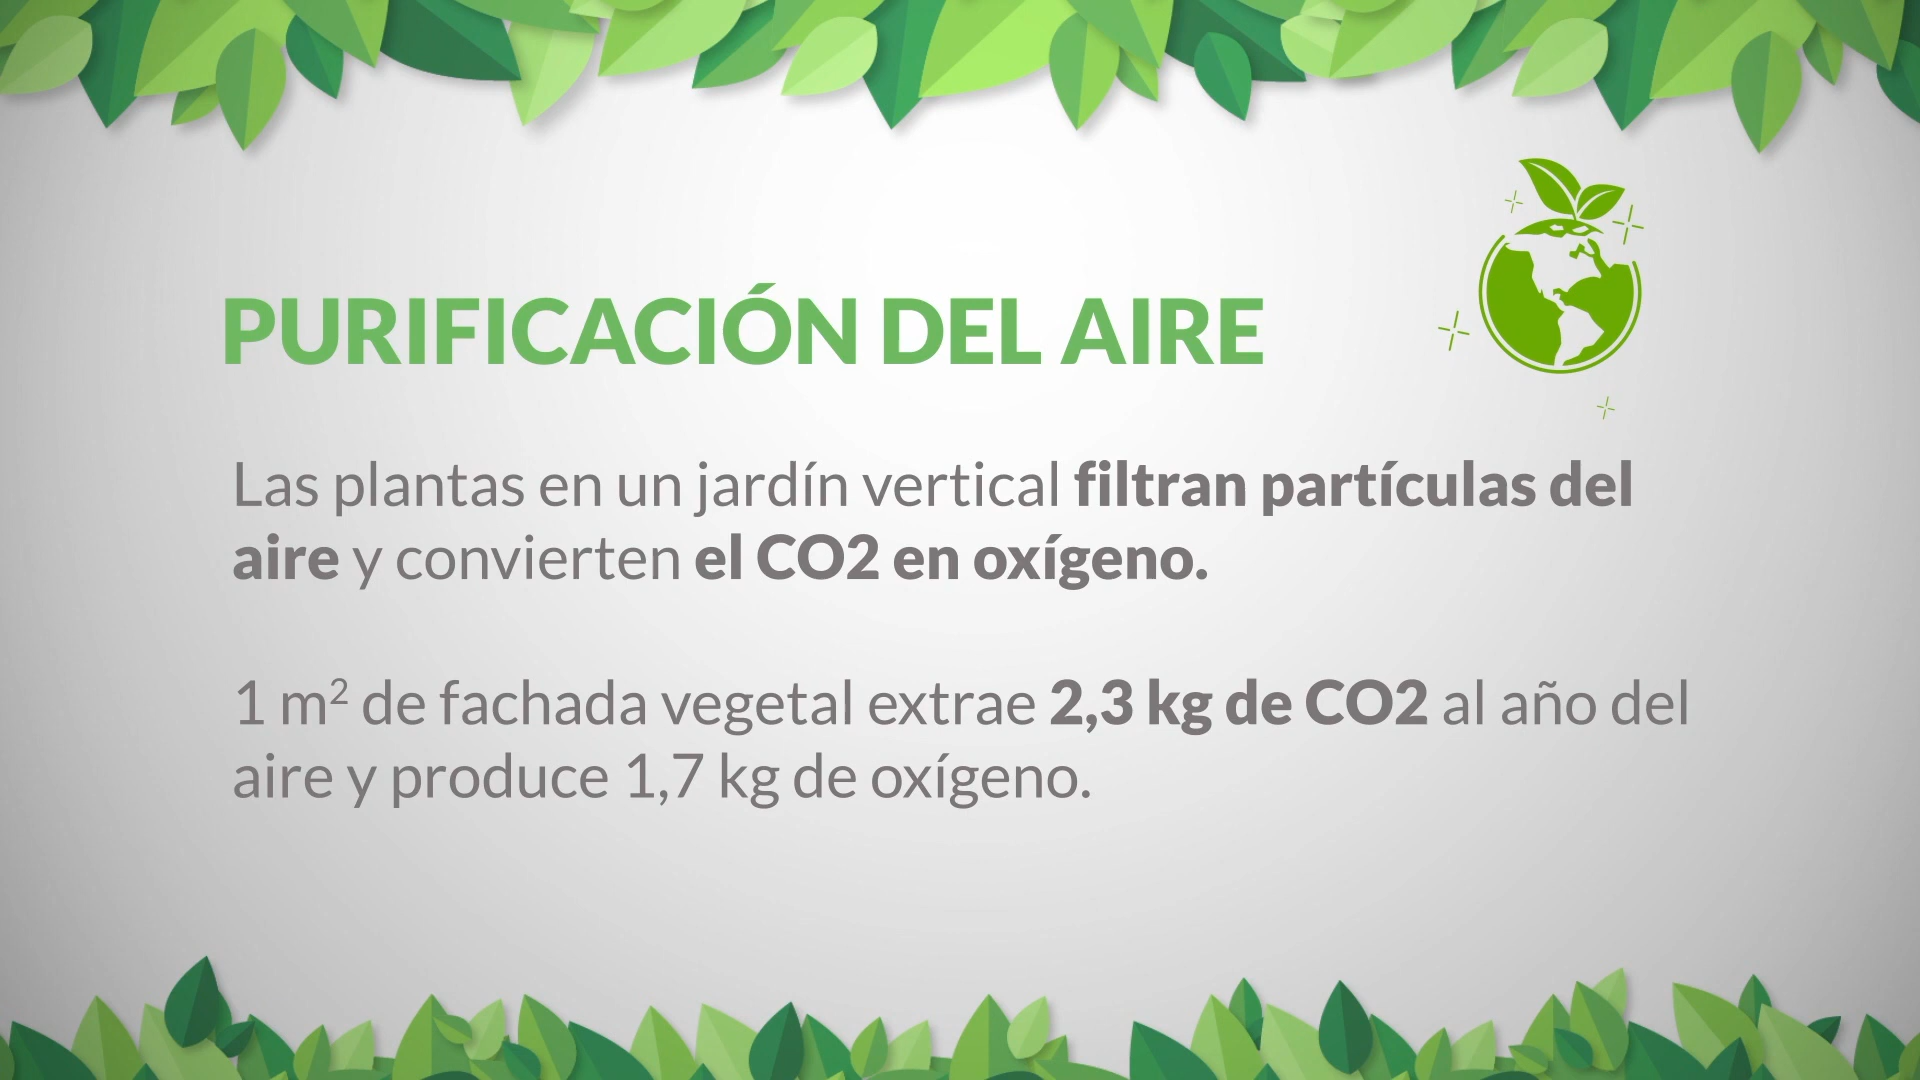 PURIFICACIÓN DEL AIRE
Las plantas en un jardín vertical filtran partículas del
aire y convierten el CO2 en oxígeno.
1 m² de fachada vegetal extrae 2,3 kg de CO2 al año del
aire y produce 1,7 kg de oxígeno.